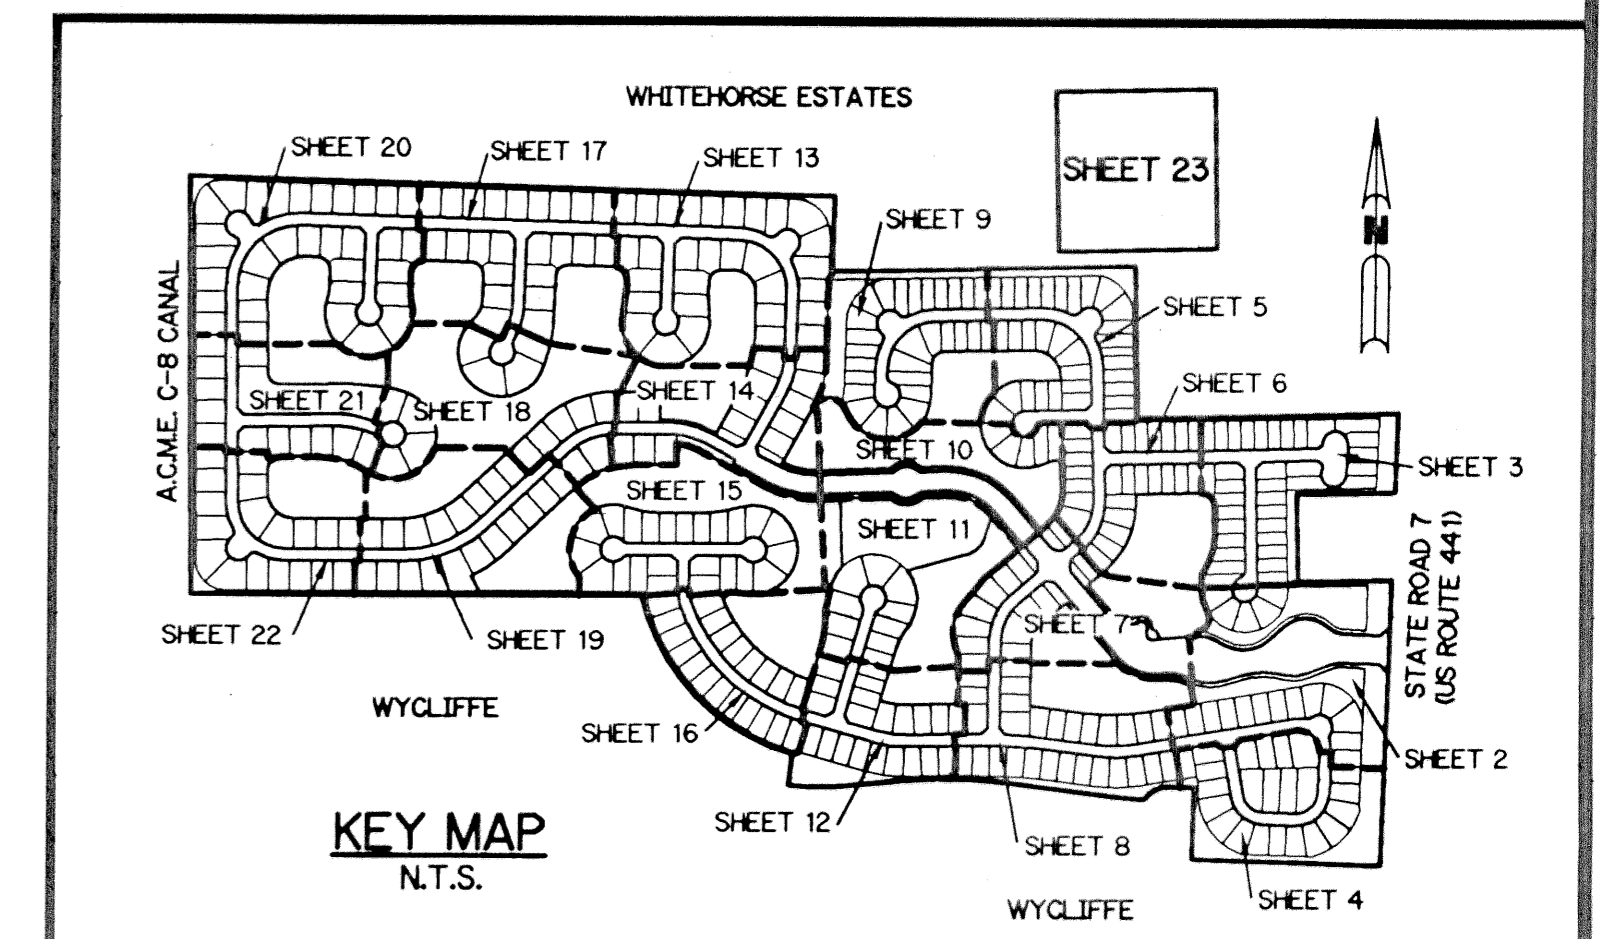 WHITEHORSE ESTATES
SHEET 20
SHEET 17
SHEET 13
SHEET 23
SHEET 9
N
SHEET 5
A.C.M.E. C-8 CANAL
SHEET 21
SHEET 18
SHEET 14
SHEET 6
SHEET 10
SHEET 3
SHEET 15
SHEET 11
STATE ROAD 7
(US ROUTE 441)
SHEET 22
SHEET 19
SHEET 7
WYCLIFFE
SHEET 16
SHEET 2
SHEET 12
SHEET 8
KEY MAP
N.T.S.
SHEET 4
WYCLIFFE